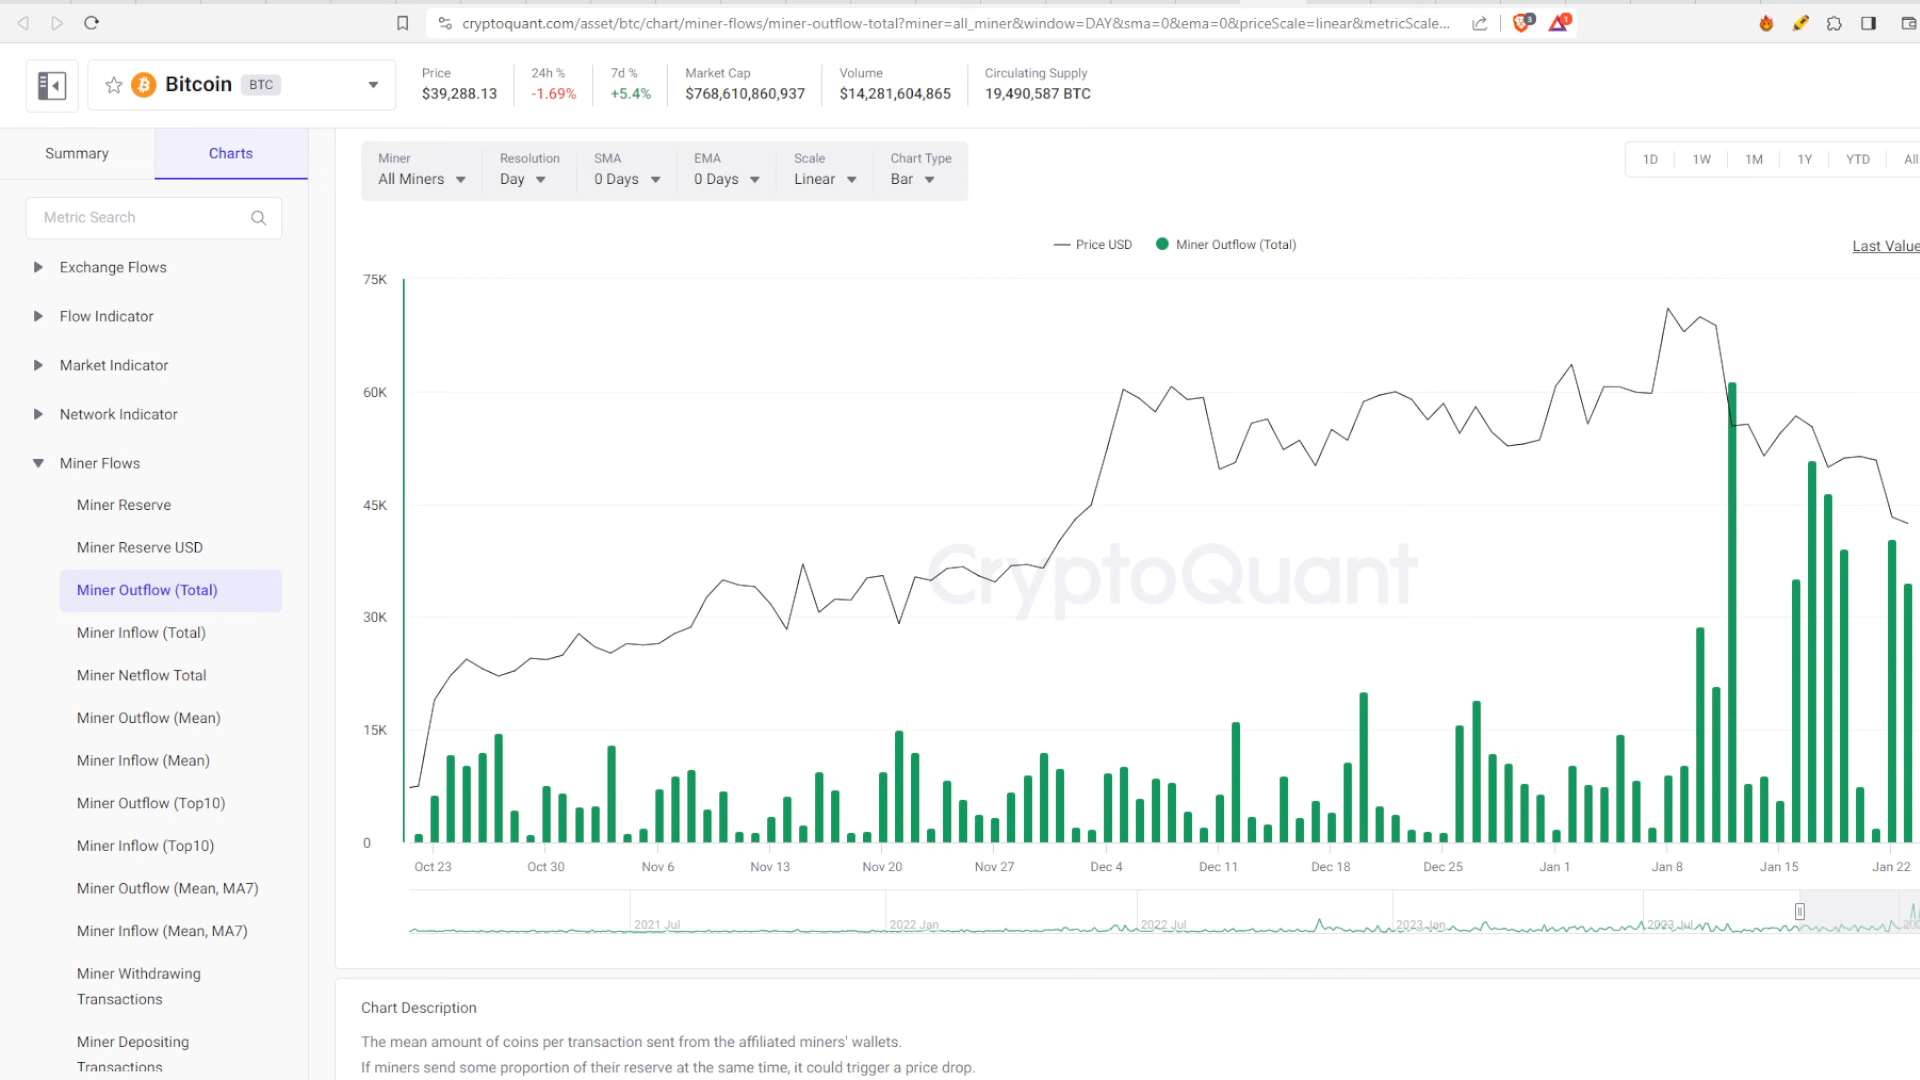 cryptoquant.com/asset/btc/chart/miner-flows/miner-outflow-total?miner=all_miner&window=DAY&sma=0&ema=0&priceScale=linear&metricScale...
3
1
Bitcoin BTC
Price
$39,288.13
24h %
-1.69%
7d %
+5.4%
Market Cap
$768,610,860,937
Volume
$14,281,604,865
Circulating Supply
19,490,587 BTC
Summary
Charts
Metric Search
Exchange Flows
Flow Indicator
Market Indicator
Network Indicator
Miner Flows
Miner Reserve
Miner Reserve USD
Miner Outflow (Total)
Miner Inflow (Total)
Miner Netflow Total
Miner Outflow (Mean)
Miner Inflow (Mean)
Miner Outflow (Top10)
Miner Inflow (Top10)
Miner Outflow (Mean, MA7)
Miner Inflow (Mean, MA7)
Miner Withdrawing
Transactions
Miner Depositing
Transactions
Miner
All Miners
Resolution
Day
SMA
0 Days
EMA
0 Days
Scale
Linear
Chart Type
Bar
1D 1W 1M 1Y YTD All
Price USD Miner Outflow (Total)
Last Value
75K
60K
45K
30K
15K
0
CryptoQuant
Oct 23 Oct 30 Nov 6 Nov 13 Nov 20 Nov 27 Dec 4 Dec 11 Dec 18 Dec 25 Jan 1 Jan 8 Jan 15 Jan 22
2021 Jul 2022 Jan 2022 Jul 2023 Jan 2023 Jul
Chart Description
The mean amount of coins per transaction sent from the affiliated miners' wallets.
If miners send some proportion of their reserve at the same time, it could trigger a price drop.